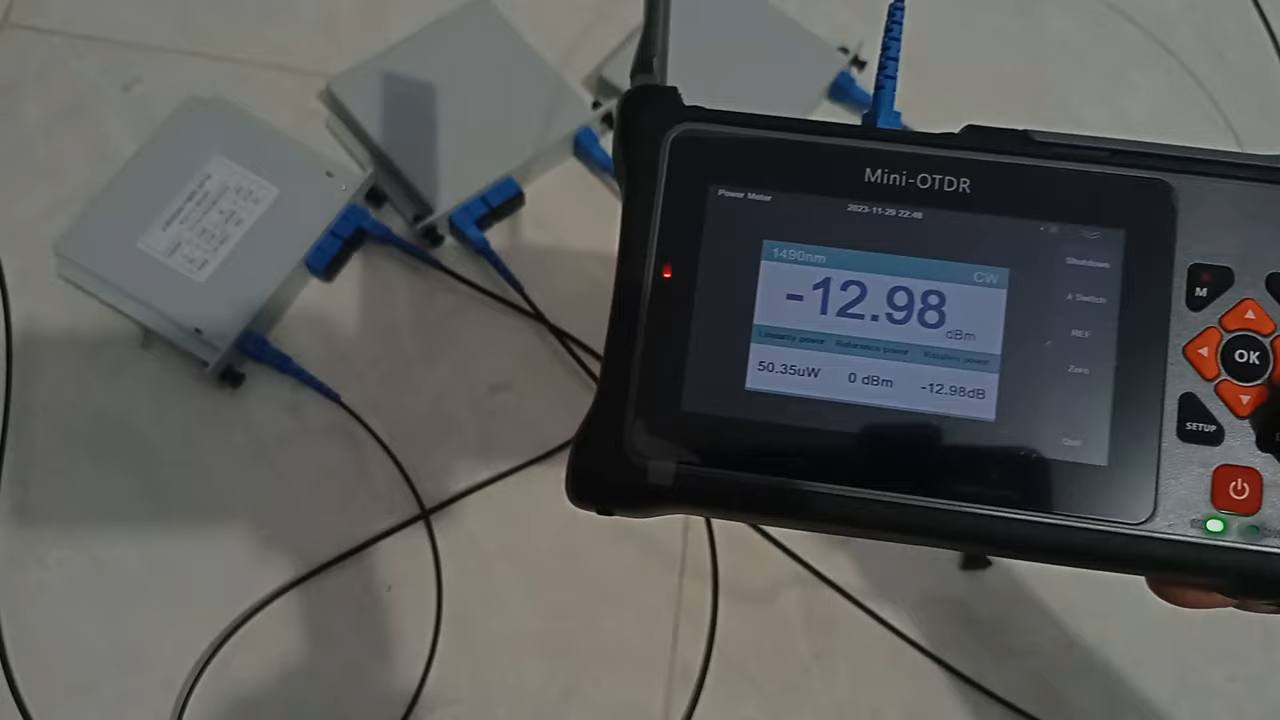 Mini-OTDR
Power Meter
2023-11-29 22:48
1490nm
CW
-12.98
dBm
Linearity power Reference power Relative power
50.35uW 0 dBm -12.98dB
Shutdown
λ Switch
REF
Zero
Quit
M
OK
SETUP